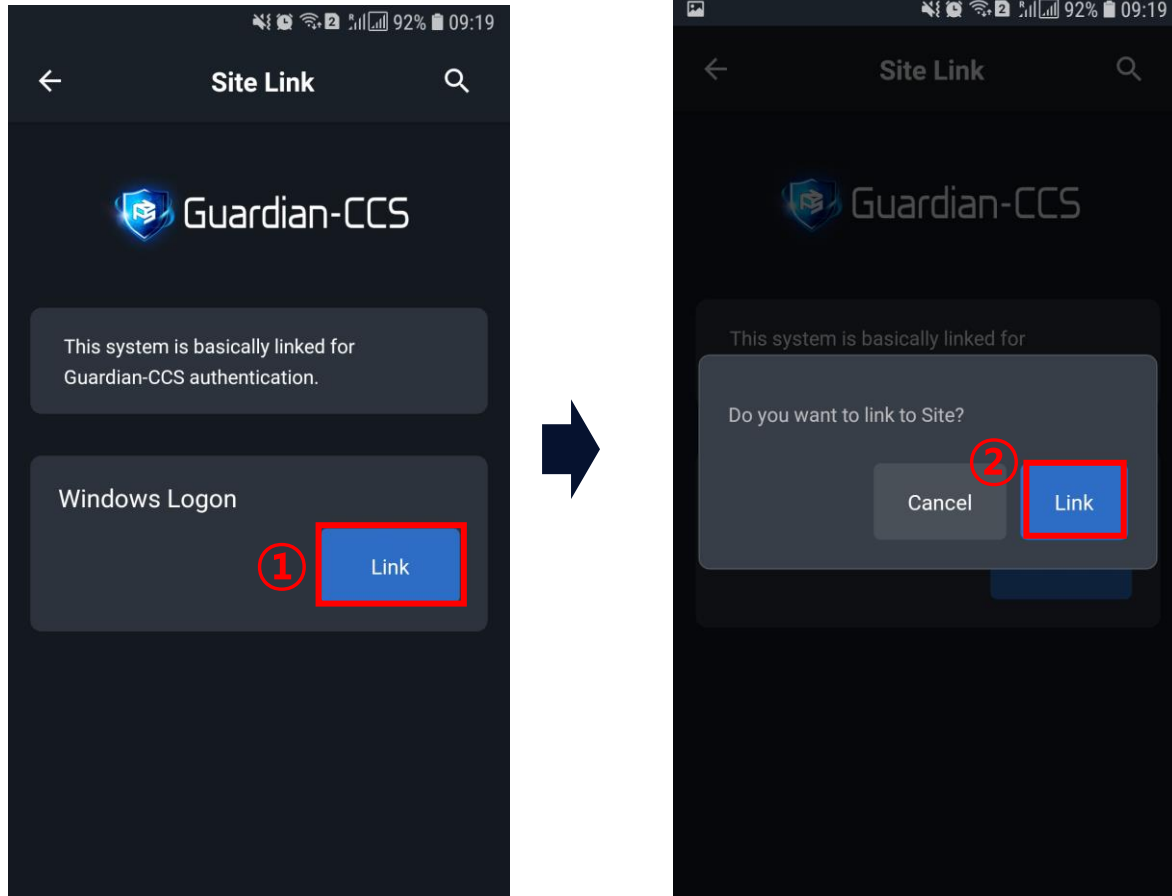 92% 09:19
Site Link
Guardian-CCS
This system is basically linked for
Guardian-CCS authentication.
Windows Logon
① Link
92% 09:19
Site Link
Guardian-CCS
This system is basically linked for
Do you want to link to Site?
②
Cancel Link